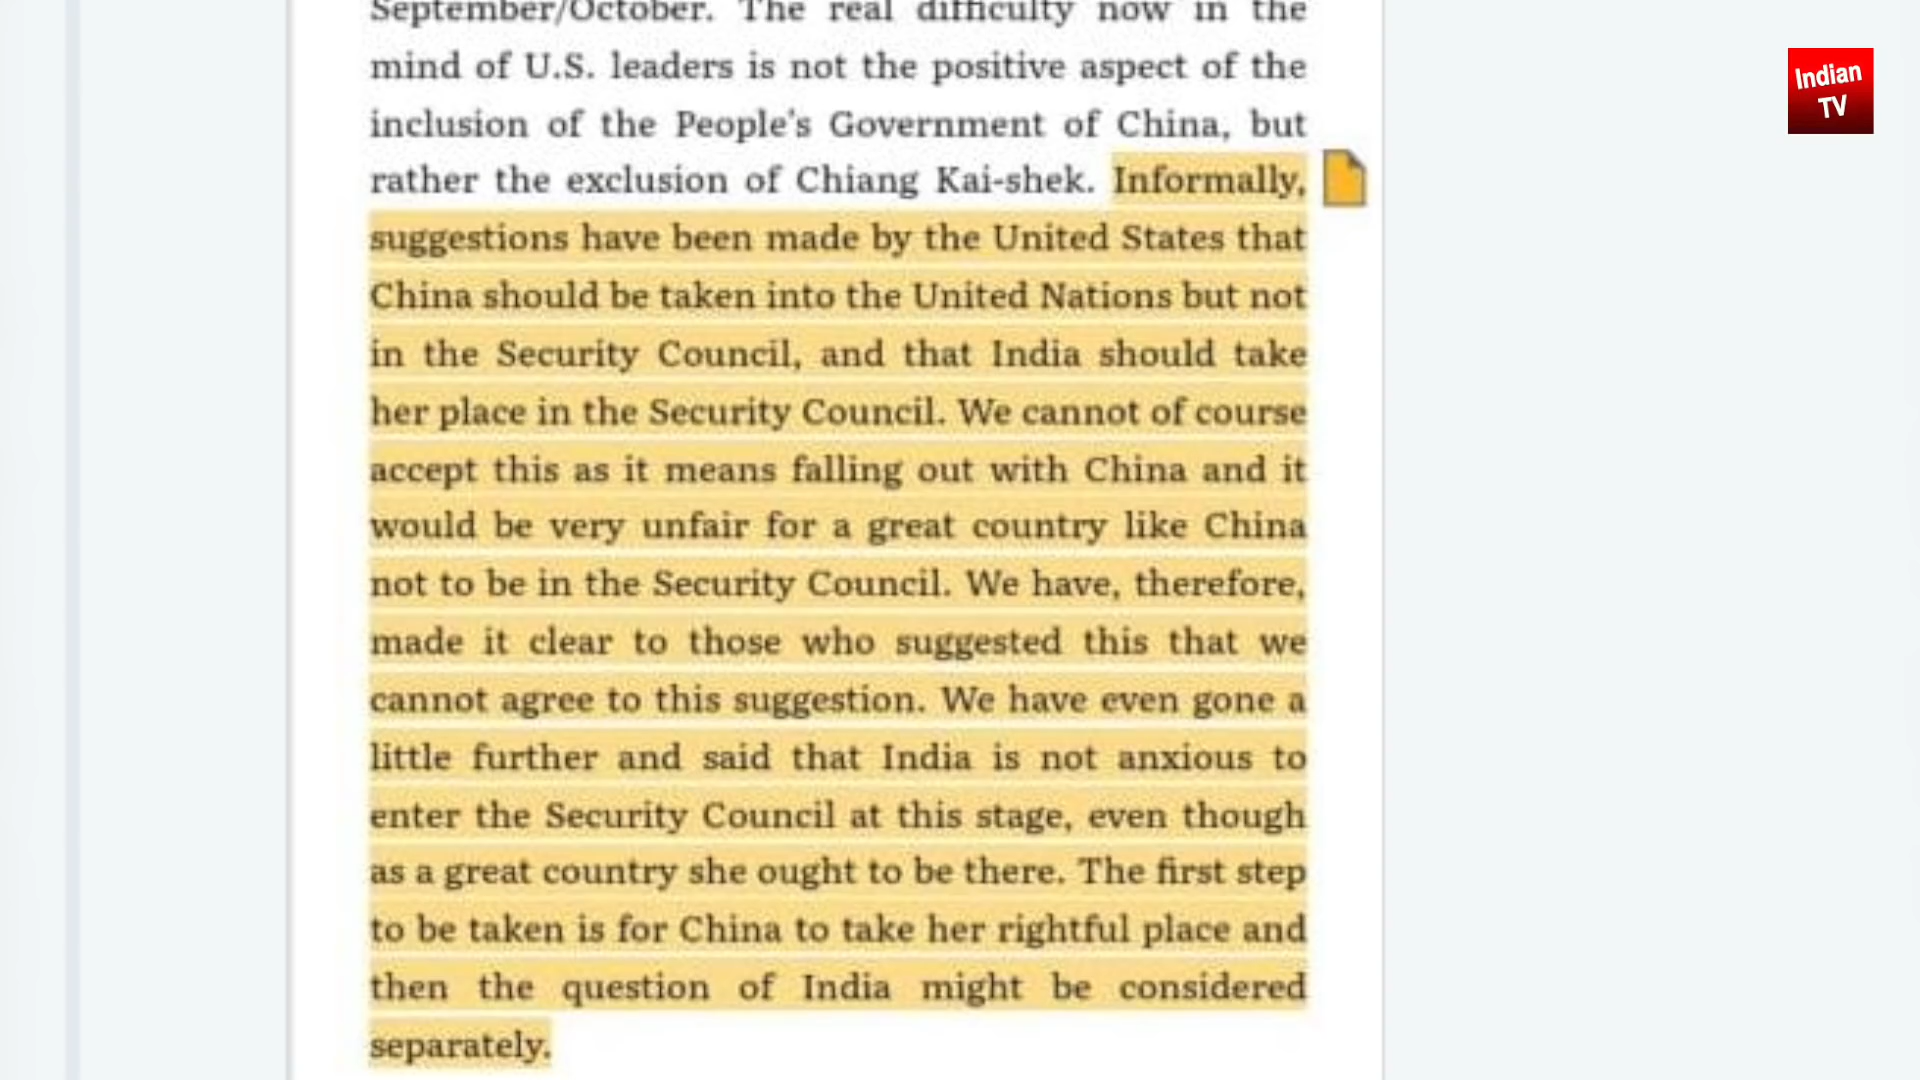 September/October. The real difficulty now in the
mind of U.S. leaders is not the positive aspect of the
inclusion of the People's Government of China, but
rather the exclusion of Chiang Kai-shek. Informally,
suggestions have been made by the United States that
China should be taken into the United Nations but not
in the Security Council, and that India should take
her place in the Security Council. We cannot of course
accept this as it means falling out with China and it
would be very unfair for a great country like China
not to be in the Security Council. We have, therefore,
made it clear to those who suggested this that we
cannot agree to this suggestion. We have even gone a
little further and said that India is not anxious to
enter the Security Council at this stage, even though
as a great country she ought to be there. The first step
to be taken is for China to take her rightful place and
then the question of India might be considered
separately.
Indian
TV